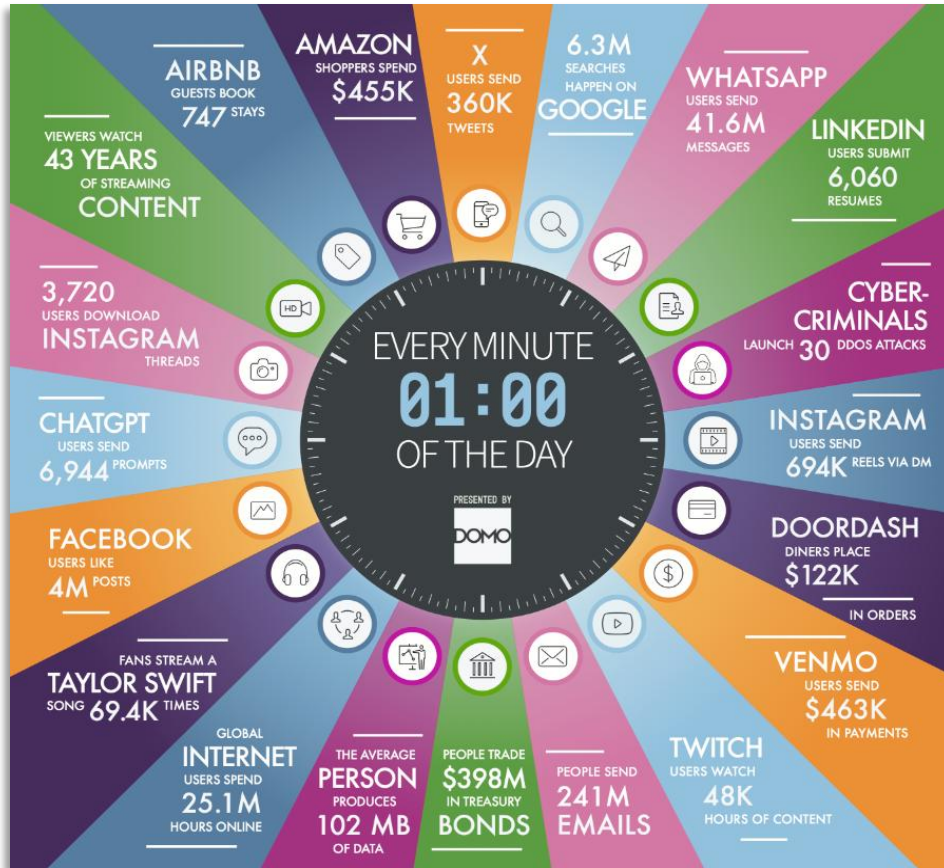 AIRBNB
GUESTS BOOK
747 STAYS
AMAZON
SHOPPERS SPEND
$455K
X
USERS SEND
360K
TWEETS
6.3M
SEARCHES
HAPPEN ON
GOOGLE
WHATSAPP
USERS SEND
41.6M
MESSAGES
LINKEDIN
USERS SUBMIT
6,060
RESUMES
CYBER-
CRIMINALS
LAUNCH 30 DDOS ATTACKS
INSTAGRAM
USERS SEND
694K REELS VIA DM
DOORDASH
DINERS PLACE
$122K
IN ORDERS
VENMO
USERS SEND
$463K
IN PAYMENTS
TWITCH
USERS WATCH
48K
HOURS OF CONTENT
PEOPLE SEND
241M
EMAILS
PEOPLE TRADE
$398M
IN TREASURY
BONDS
THE AVERAGE
PERSON
PRODUCES
102 MB
OF DATA
GLOBAL
INTERNET
USERS SPEND
25.1M
HOURS ONLINE
FANS STREAM A
TAYLOR SWIFT
SONG 69.4K TIMES
FACEBOOK
USERS LIKE
4M POSTS
CHATGPT
USERS SEND
6,944 PROMPTS
3,720
USERS DOWNLOAD
INSTAGRAM
THREADS
VIEWERS WATCH
43 YEARS
OF STREAMING
CONTENT
HD
EVERY MINUTE
01:00
OF THE DAY
PRESENTED BY
DOMO